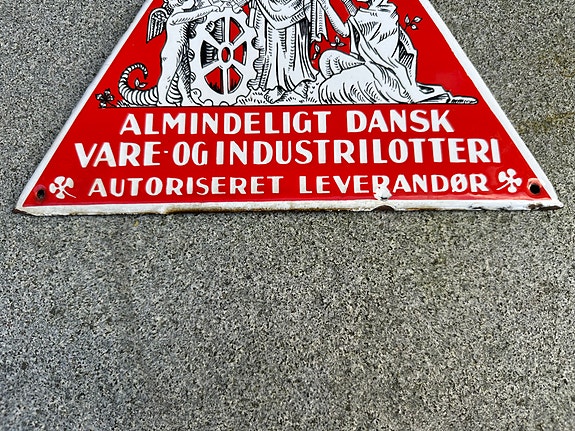 ALMINDELIGT DANSK
VARE-OG INDUSTRILOTTERI
AUTORISERET LEVERANDØR